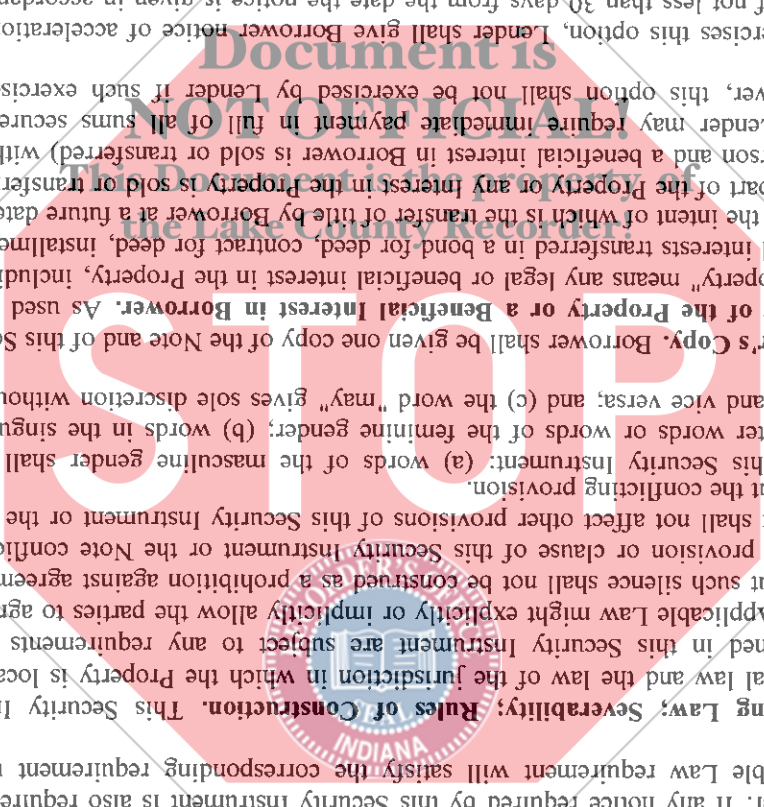 r. If any notice required by this Security Instrument is also require
ble Law requirement will satisfy the corresponding requirement u
ng Law; Severability; Rules of Construction. This Security In
al law and the law of the jurisdiction in which the Property is loca
ned in this Security Instrument are subject to any requirements
Applicable Law might explicitly or implicitly allow the parties to agr
ut such silence shall not be construed as a prohibition against agreem
provision or clause of this Security Instrument or the Note conflic
t shall not affect other provisions of this Security Instrument or the
ut the conflicting provision.
his Security Instrument: (a) words of the masculine gender shall
ter words or words of the feminine gender; (b) words in the singu
and vice versa; and (c) the word "may" gives sole discretion withou
r's Copy. Borrower shall be given one copy of the Note and of this Se
of the Property or a Beneficial Interest in Borrower. As used
operty" means any legal or beneficial interest in the Property, includi
l interests transferred in a bond for deed, contract for deed, installme
the intent of which is the transfer of title by Borrower at a future date
part of the Property or any Interest in the Property is sold or transfer
rson and a beneficial interest in Borrower is sold or transferred) with
ender may require immediate payment in full of all sums secure
ver, this option shall not be exercised by Lender if such exercis
xercises this option, Lender shall give Borrower notice of acceleratio
f not less than 30 days from the date the notice is given in accordan
Document is
NOT OFFICIAL!
This Document is the property of
the Lake County Recorder!
STOP
RECORDER'S OFFICE
SEAL
INDIANA